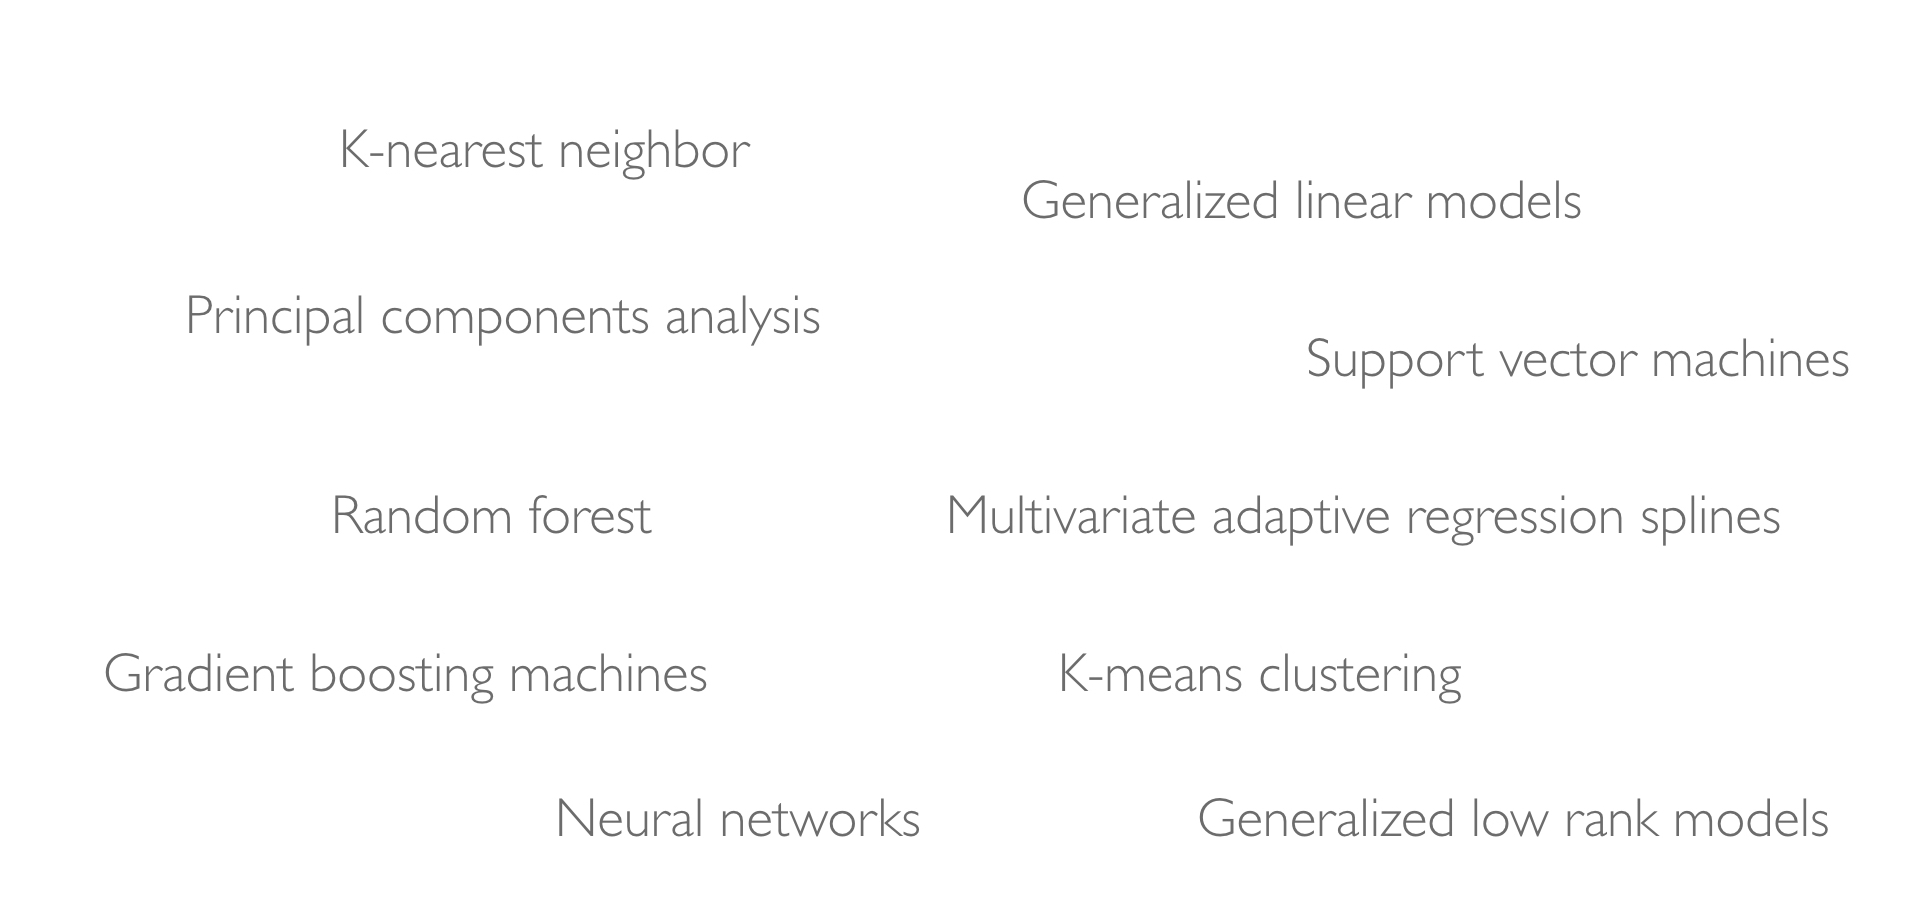 K-nearest neighbor
Generalized linear models
Principal components analysis
Support vector machines
Random forest
Multivariate adaptive regression splines
Gradient boosting machines
K-means clustering
Neural networks
Generalized low rank models